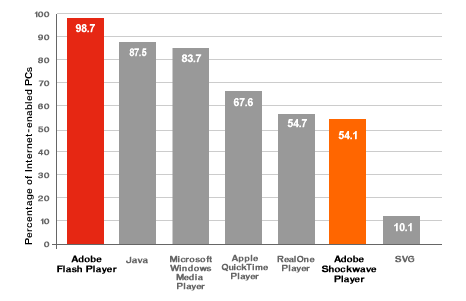 Percentage of Internet-enabled PCs
100
90
80
70
60
50
40
30
20
10
0
98.7
87.5
83.7
67.6
54.7
54.1
10.1
Adobe
Flash Player
Java
Microsoft
Windows
Media
Player
Apple
QuickTime
Player
RealOne
Player
Adobe
Shockwave
Player
SVG